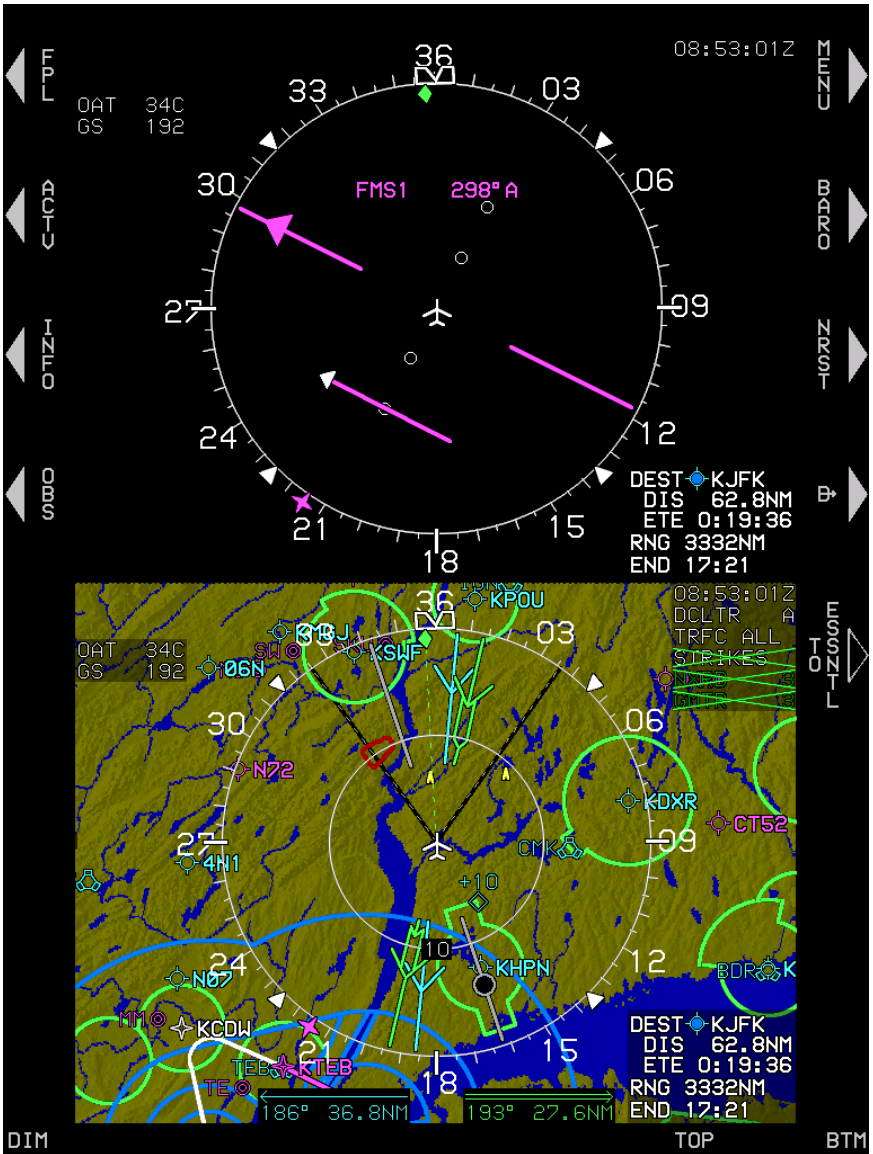 FPL
ACTV
INFO
OBS
MENU
BARO
NRST
ESSNTL
TO
08:53:01Z
OAT 34C
GS 192
36
03
06
09
12
15
18
21
24
27
30
33
FMS1 298° A
DEST KJFK
DIS 62.8NM
ETE 0:19:36
RNG 3332NM
END 17:21
08:53:01Z
DCLTR A
TRFC ALL
STRIKES
OAT 34C
GS 192
36
03
06
09
12
15
18
21
24
27
30
33
KPOU
SW
KSWF
06N
N72
KDXR
CT52
4N1
CMK
+10
10
KHPN
BDR K
N07
MM
KCDW
TEB KTEB
TE
DEST KJFK
DIS 62.8NM
ETE 0:19:36
RNG 3332NM
END 17:21
186° 36.8NM
193° 27.6NM
DIM
TOP
BTM